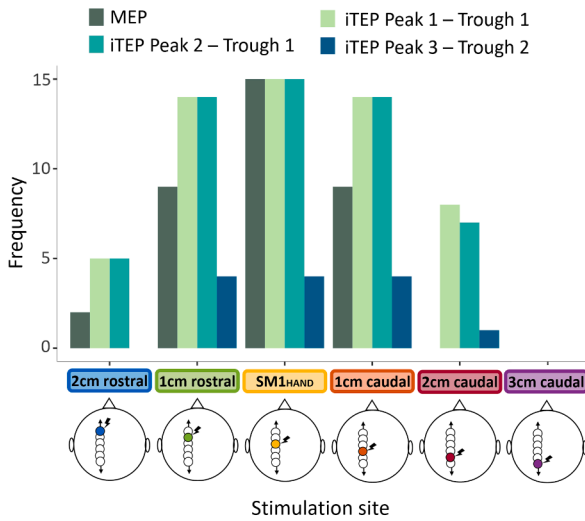 MEP
iTEP Peak 1 – Trough 1
iTEP Peak 2 – Trough 1
iTEP Peak 3 – Trough 2
15
10
5
0
Frequency
2cm rostral
1cm rostral
SM1HAND
1cm caudal
2cm caudal
3cm caudal
Stimulation site